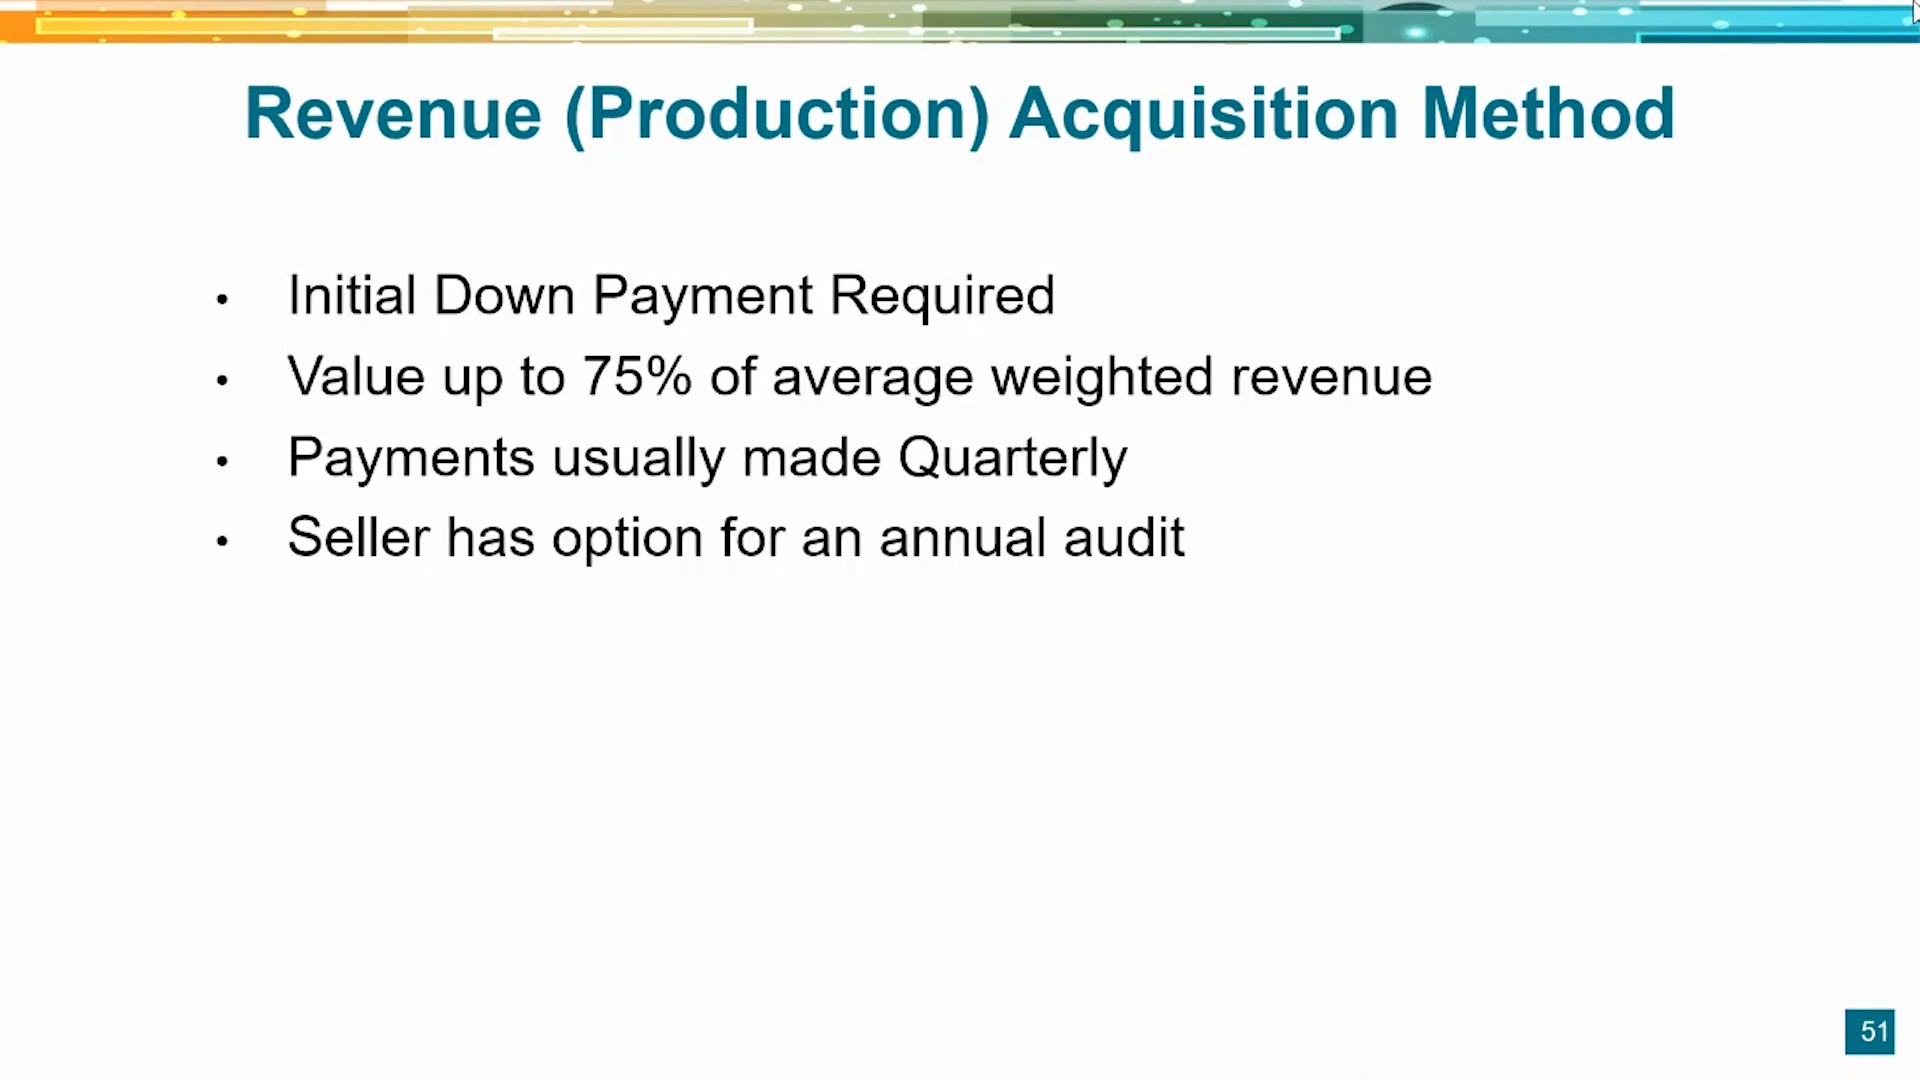 Revenue (Production) Acquisition Method
• Initial Down Payment Required
• Value up to 75% of average weighted revenue
• Payments usually made Quarterly
• Seller has option for an annual audit
51